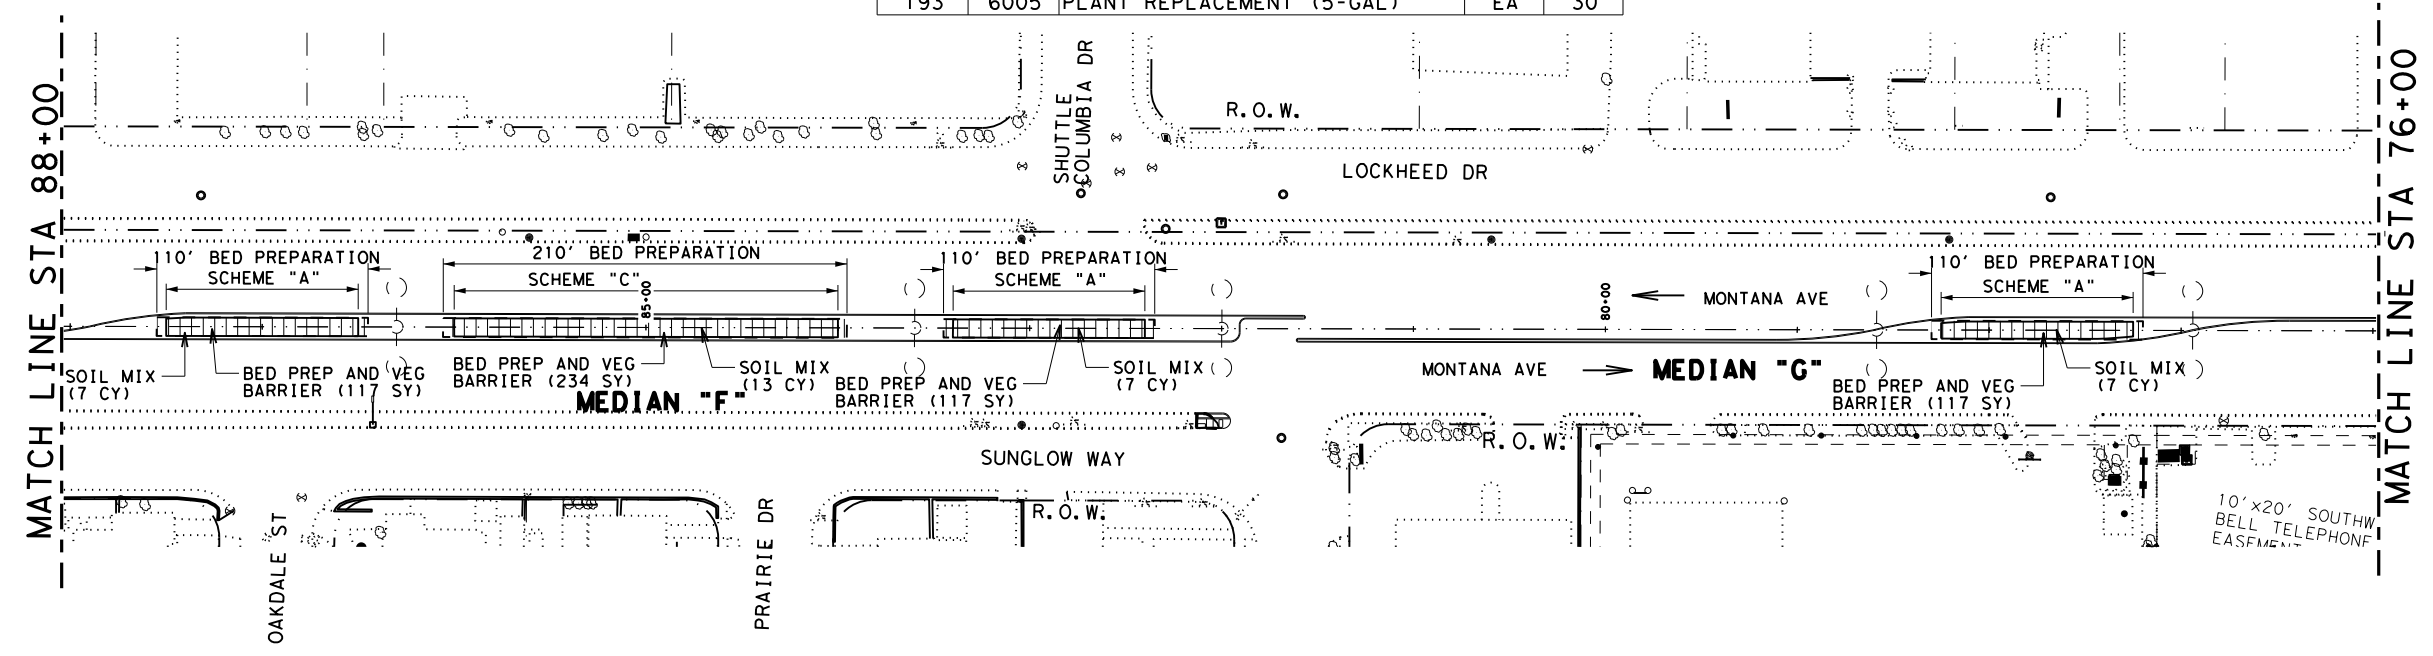 193 6005 PLANT REPLACEMENT (5-GAL) EA 30
MATCH LINE STA 88+00
SHUTTLE
COLUMBIA DR
R.O.W.
LOCKHEED DR
MATCH LINE STA 76+00
110' BED PREPARATION
SCHEME "A"
210' BED PREPARATION
SCHEME "C"
85+00
110' BED PREPARATION
SCHEME "A"
80+00
MONTANA AVE
110' BED PREPARATION
SCHEME "A"
SOIL MIX
(7 CY)
BED PREP AND VEG
BARRIER (117 SY)
BED PREP AND VEG
BARRIER (234 SY)
SOIL MIX
(13 CY)
MEDIAN "F"
BED PREP AND VEG
BARRIER (117 SY)
SOIL MIX
(7 CY)
MONTANA AVE
MEDIAN "G"
BED PREP AND VEG
BARRIER (117 SY)
SOIL MIX
(7 CY)
SUNGLOW WAY
R.O.W.
R.O.W.
OAKDALE ST
PRAIRIE DR
10'x20' SOUTHW
BELL TELEPHONE
EASEMENT